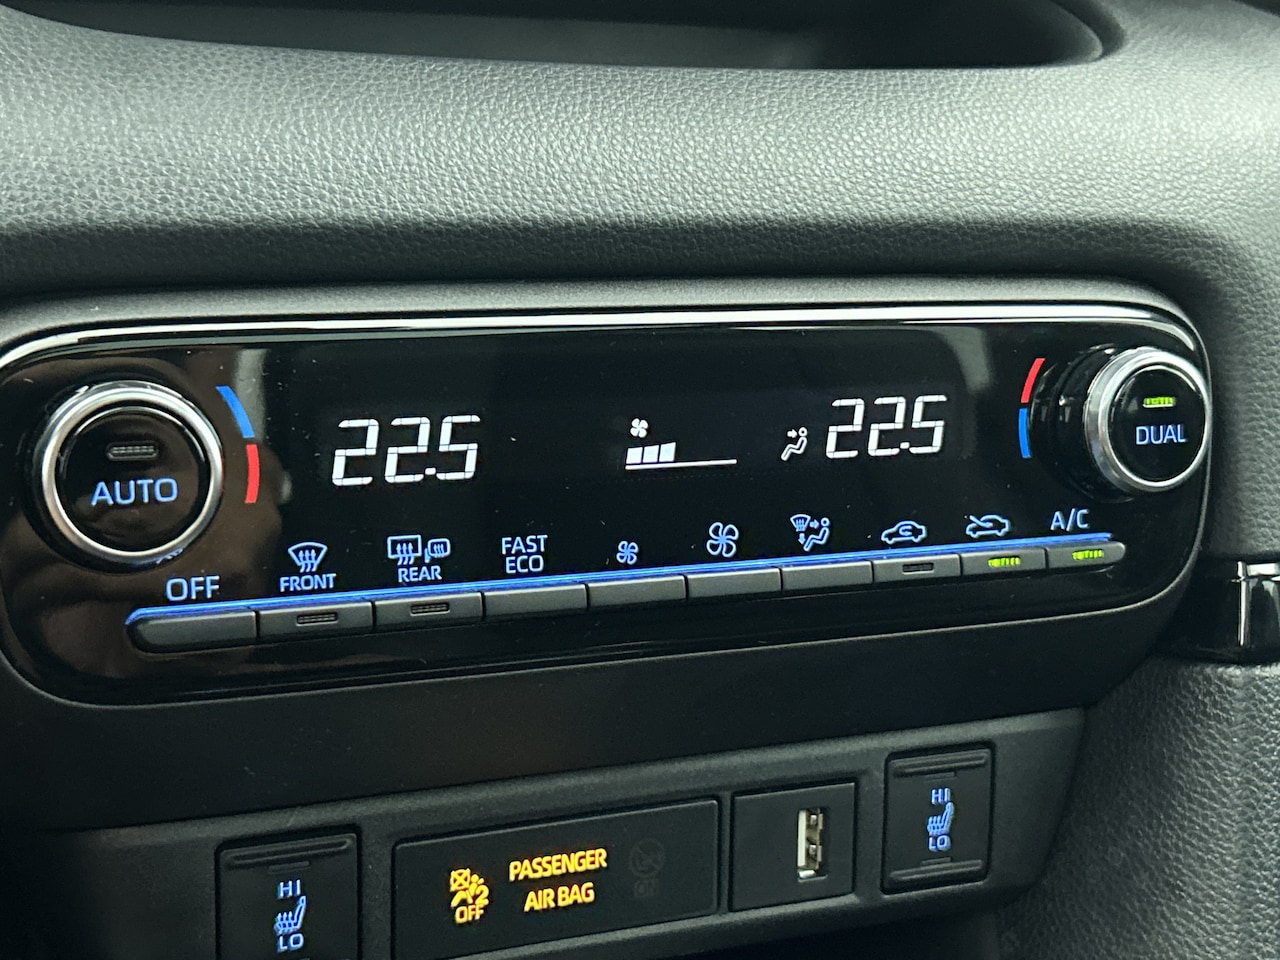 22.5
22.5
AUTO
DUAL
OFF
FRONT
REAR
FAST
ECO
A/C
HI
LO
PASSENGER
AIR BAG
2
OFF
HI
LO